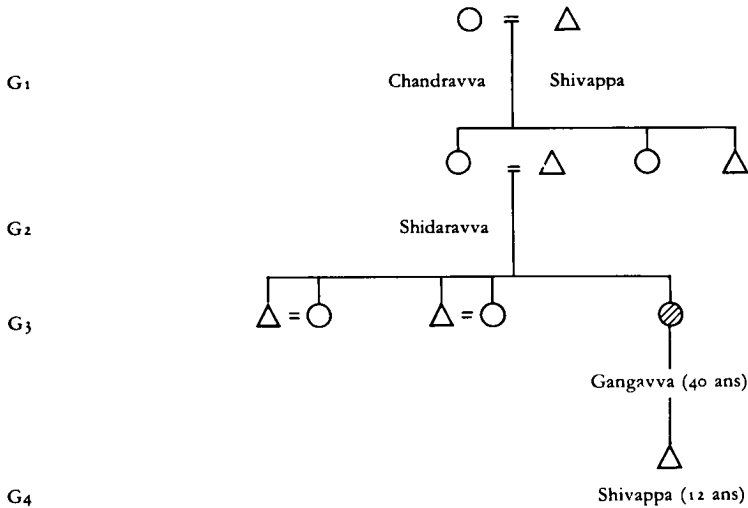 G1
Chandravva Shivappa
G2
Shidaravva
G3
Gangavva (40 ans)
G4
Shivappa (12 ans)